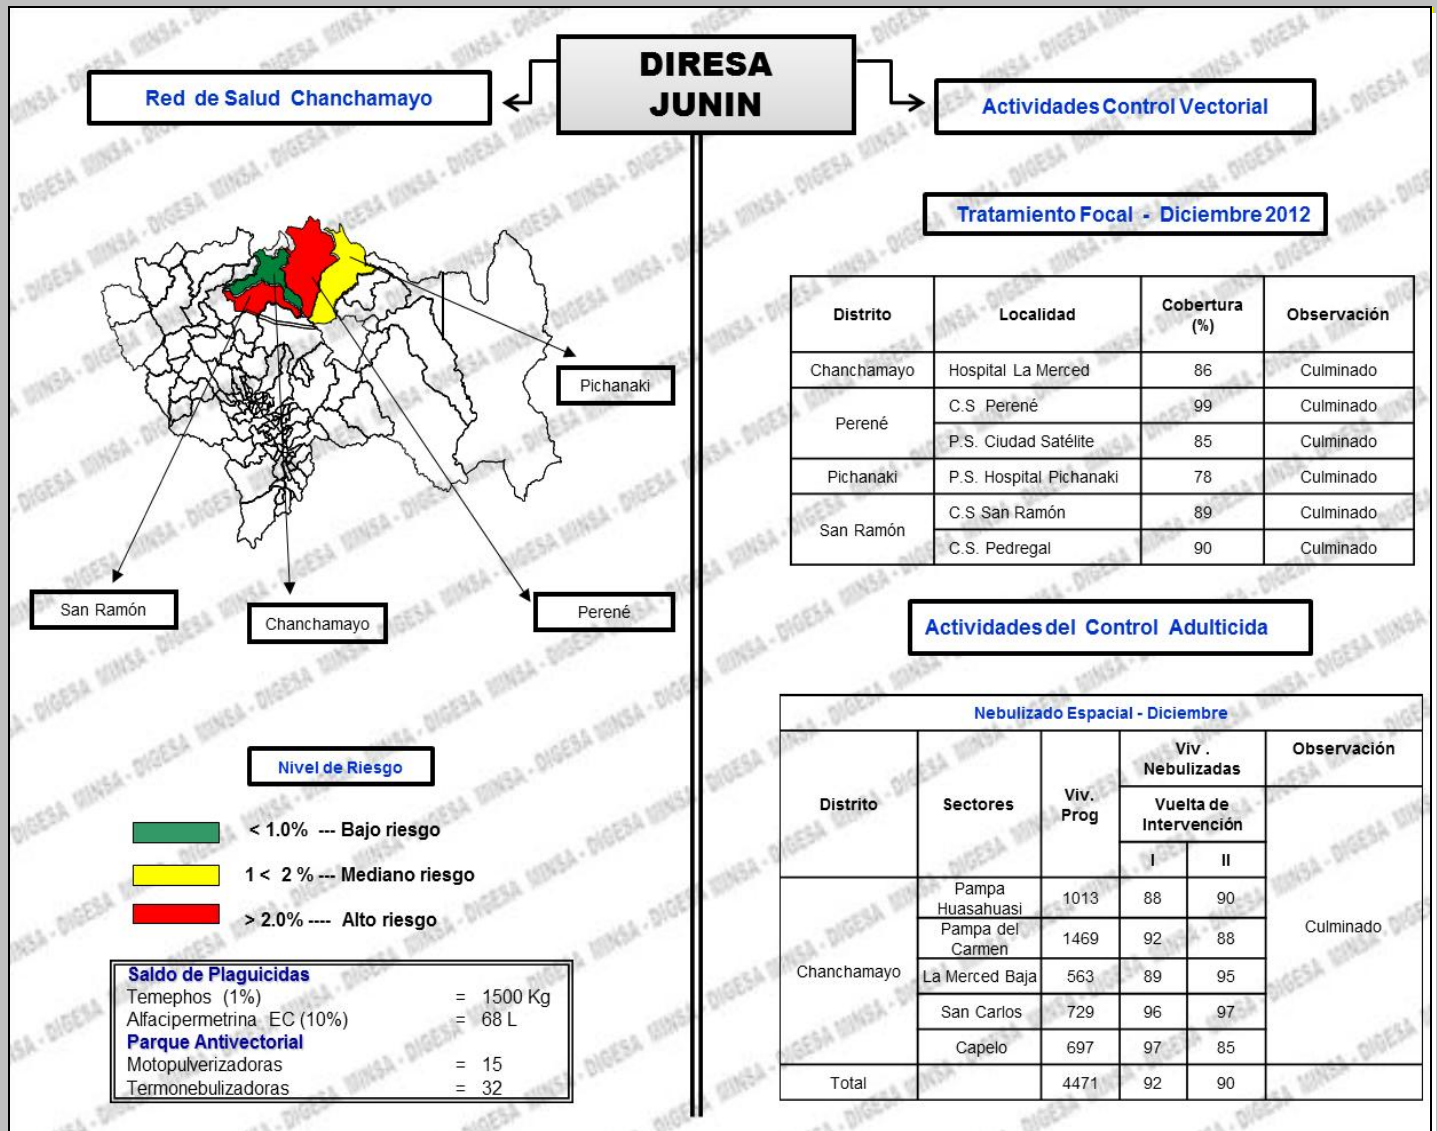 DIRESA
JUNIN
Red de Salud Chanchamayo
Actividades Control Vectorial
Pichanaki
San Ramón
Chanchamayo
Perené
Nivel de Riesgo
< 1.0% --- Bajo riesgo
1 < 2 % --- Mediano riesgo
> 2.0% ---- Alto riesgo
Saldo de Plaguicidas
Temephos (1%) = 1500 Kg
Alfacipermetrina EC (10%) = 68 L
Parque Antivectorial
Motopulverizadoras = 15
Termonebulizadoras = 32
Tratamiento Focal - Diciembre 2012
Distrito Localidad Cobertura (%) Observación
Chanchamayo Hospital La Merced 86 Culminado
Perené C.S Perené 99 Culminado
P.S. Ciudad Satélite 85 Culminado
Pichanaki P.S. Hospital Pichanaki 78 Culminado
San Ramón C.S San Ramón 89 Culminado
C.S. Pedregal 90 Culminado
Actividades del Control Adulticida
Nebulizado Espacial - Diciembre
Distrito Sectores Viv. Prog Viv . Nebulizadas Observación
Vuelta de Intervención
I II
Chanchamayo Pampa Huasahuasi 1013 88 90 Culminado
Pampa del Carmen 1469 92 88
La Merced Baja 563 89 95
San Carlos 729 96 97
Capelo 697 97 85
Total 4471 92 90
MINSA - DIGESA MINSA - DIGESA MINSA - DIGESA